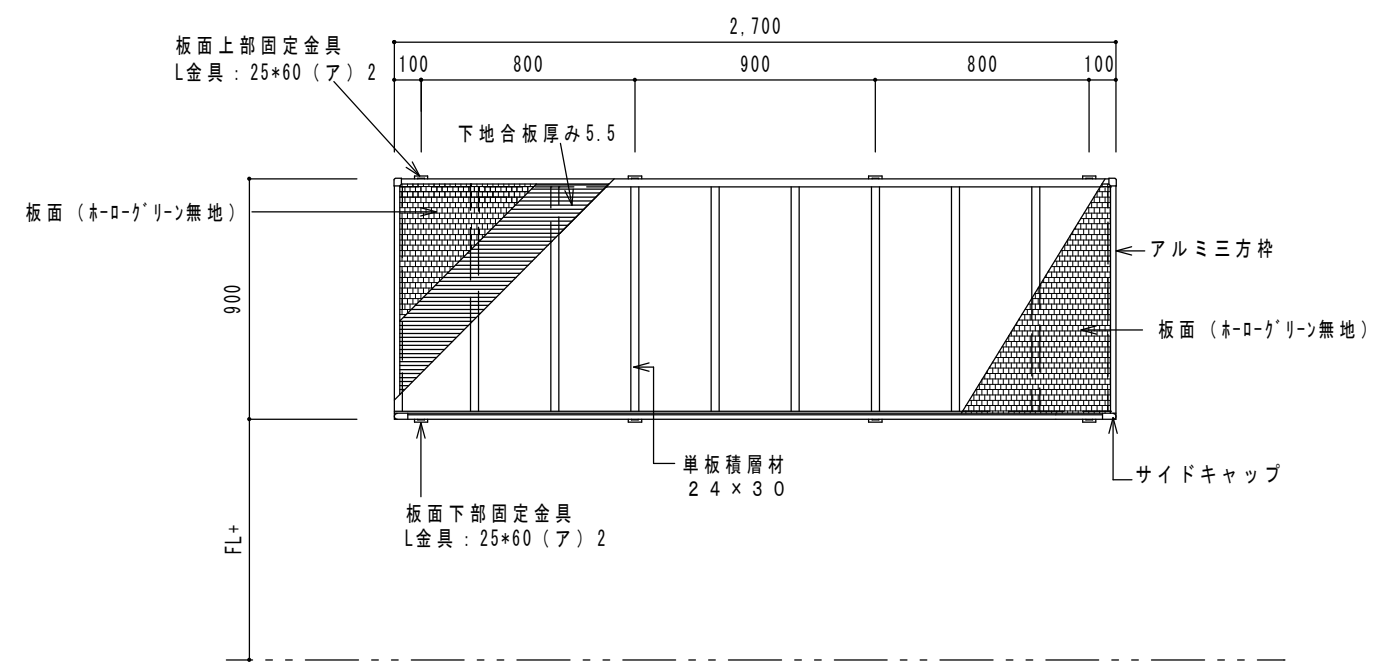 2,700
板面上部固定金具
L金具：25*60（ア）2
100
800
900
800
100
下地合板厚み5.5
板面（ﾎｰﾛｰｸﾞﾘｰﾝ無地）
アルミ三方枠
900
板面（ﾎｰﾛｰｸﾞﾘｰﾝ無地）
単板積層材
２４×３０
サイドキャップ
板面下部固定金具
L金具：25*60（ア）2
FL+